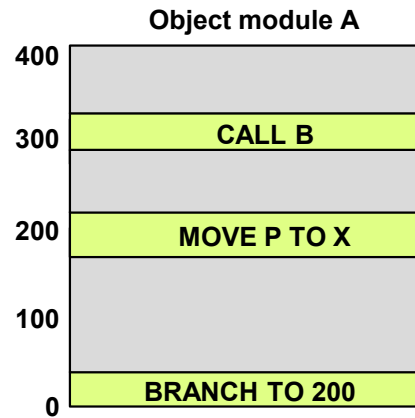 Object module A
400
CALL B
300
MOVE P TO X
200
100
BRANCH TO 200
0